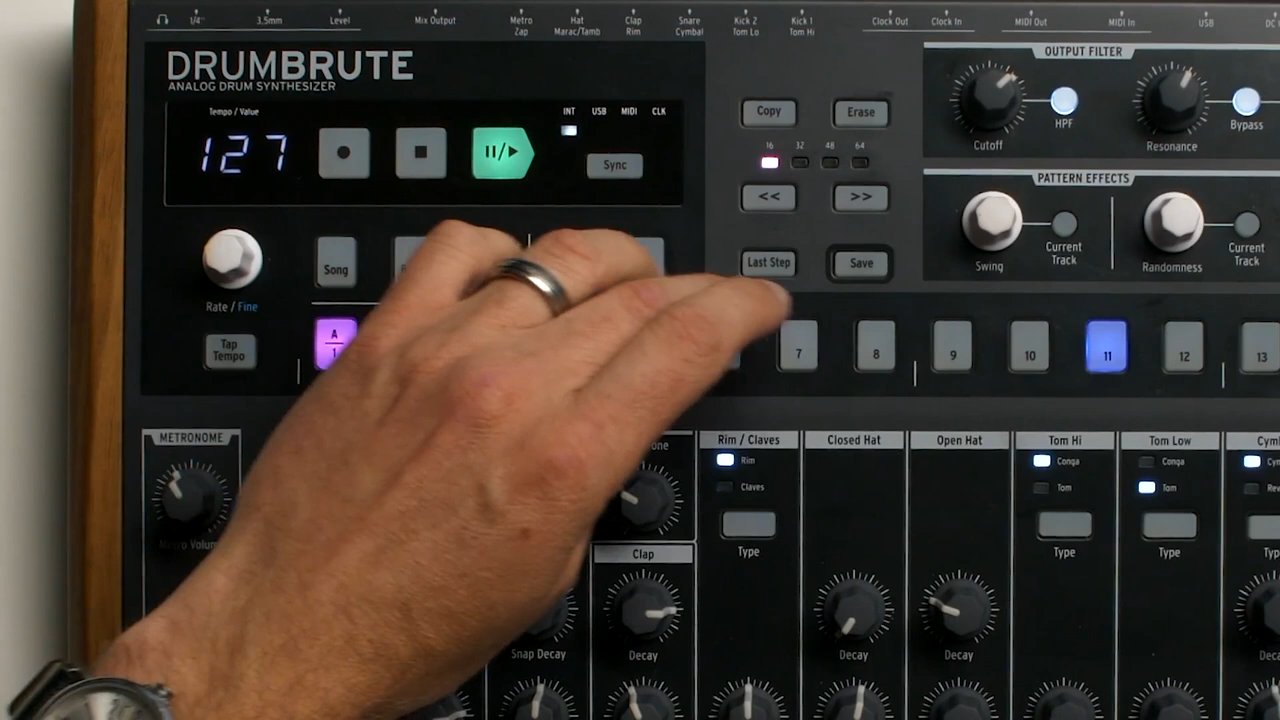 1/4" 3,5mm Level Mix Output Metro Zap Hat Marac/Tamb Clap Rim Snare Cymbal Kick 2 Tom Lo Kick 1 Tom Hi Clock Out Clock In MIDI Out MIDI In USB DC
DRUMBRUTE
ANALOG DRUM SYNTHESIZER
Tempo / Value INT USB MIDI CLK
127
Sync
Copy Erase
16 32 48 64
<< >>
Last Step Save
OUTPUT FILTER
Cutoff HPF Resonance Bypass
PATTERN EFFECTS
Swing Current Track Randomness Current Track
Song
Rate / Fine
Tap Tempo
A 1 7 8 9 10 11 12 13
METRONOME
Rim / Claves
Rim
Claves
Type
Closed Hat
Decay
Open Hat
Decay
Tom Hi
Conga
Tom
Type
Tom Low
Conga
Tom
Type
Clap
Decay
Snap Decay